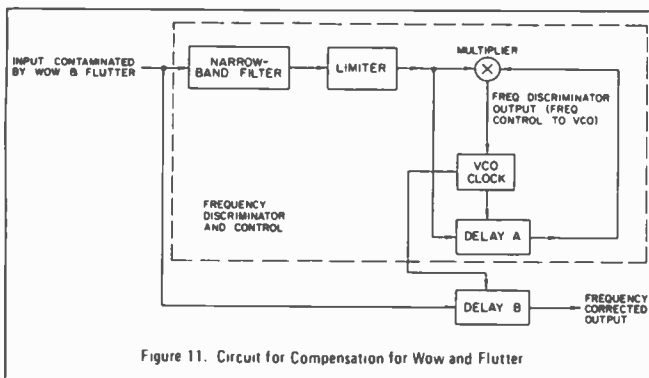 INPUT CONTAMINATED
BY WOW & FLUTTER
NARROW-
BAND FILTER
LIMITER
MULTIPLIER
×
FREQ DISCRIMINATOR
OUTPUT (FREQ
CONTROL TO VCO)
VCO
CLOCK
FREQUENCY
DISCRIMINATOR
AND CONTROL
DELAY A
DELAY B
FREQUENCY
CORRECTED
OUTPUT
Figure 11. Circuit for Compensation for Wow and Flutter